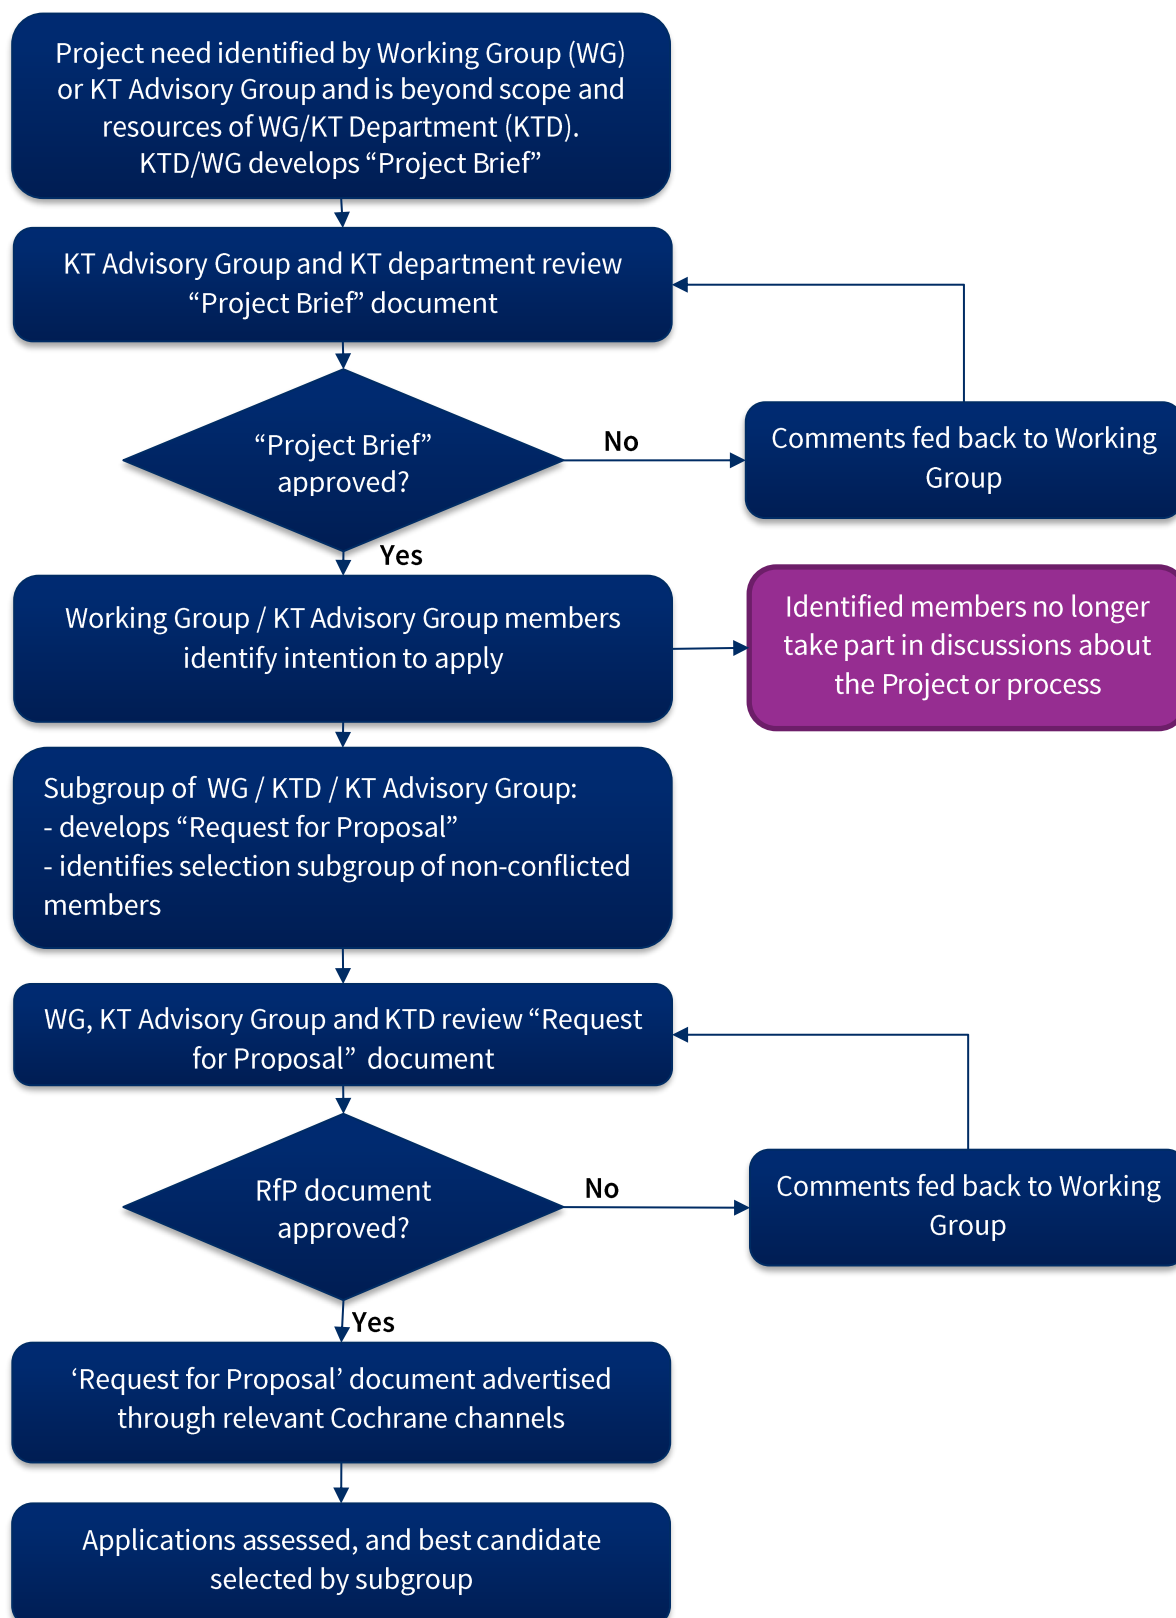 Project need identified by Working Group (WG)
or KT Advisory Group and is beyond scope and
resources of WG/KT Department (KTD).
KTD/WG develops “Project Brief”
KT Advisory Group and KT department review
“Project Brief” document
“Project Brief”
approved?
No
Comments fed back to Working
Group
Yes
Working Group / KT Advisory Group members
identify intention to apply
Identified members no longer
take part in discussions about
the Project or process
Subgroup of WG / KTD / KT Advisory Group:
- develops “Request for Proposal”
- identifies selection subgroup of non-conflicted
members
WG, KT Advisory Group and KTD review “Request
for Proposal” document
RfP document
approved?
No
Comments fed back to Working
Group
Yes
‘Request for Proposal’ document advertised
through relevant Cochrane channels
Applications assessed, and best candidate
selected by subgroup